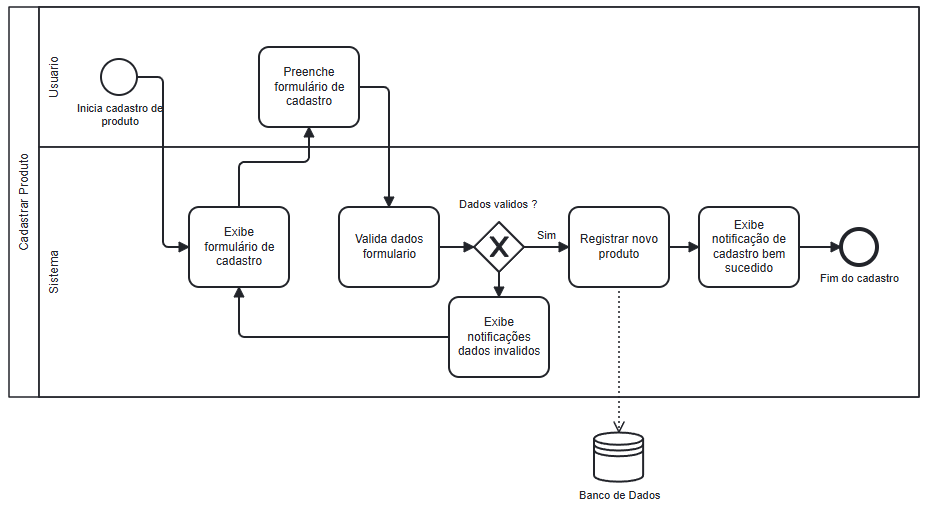 Cadastrar Produto
Usuario
Inicia cadastro de
produto
Preenche
formulário de
cadastro
Sistema
Exibe
formulário de
cadastro
Valida dados
formulario
Dados validos ?
Sim
Registrar novo
produto
Exibe
notificação de
cadastro bem
sucedido
Fim do cadastro
Exibe
notificações
dados invalidos
Banco de Dados